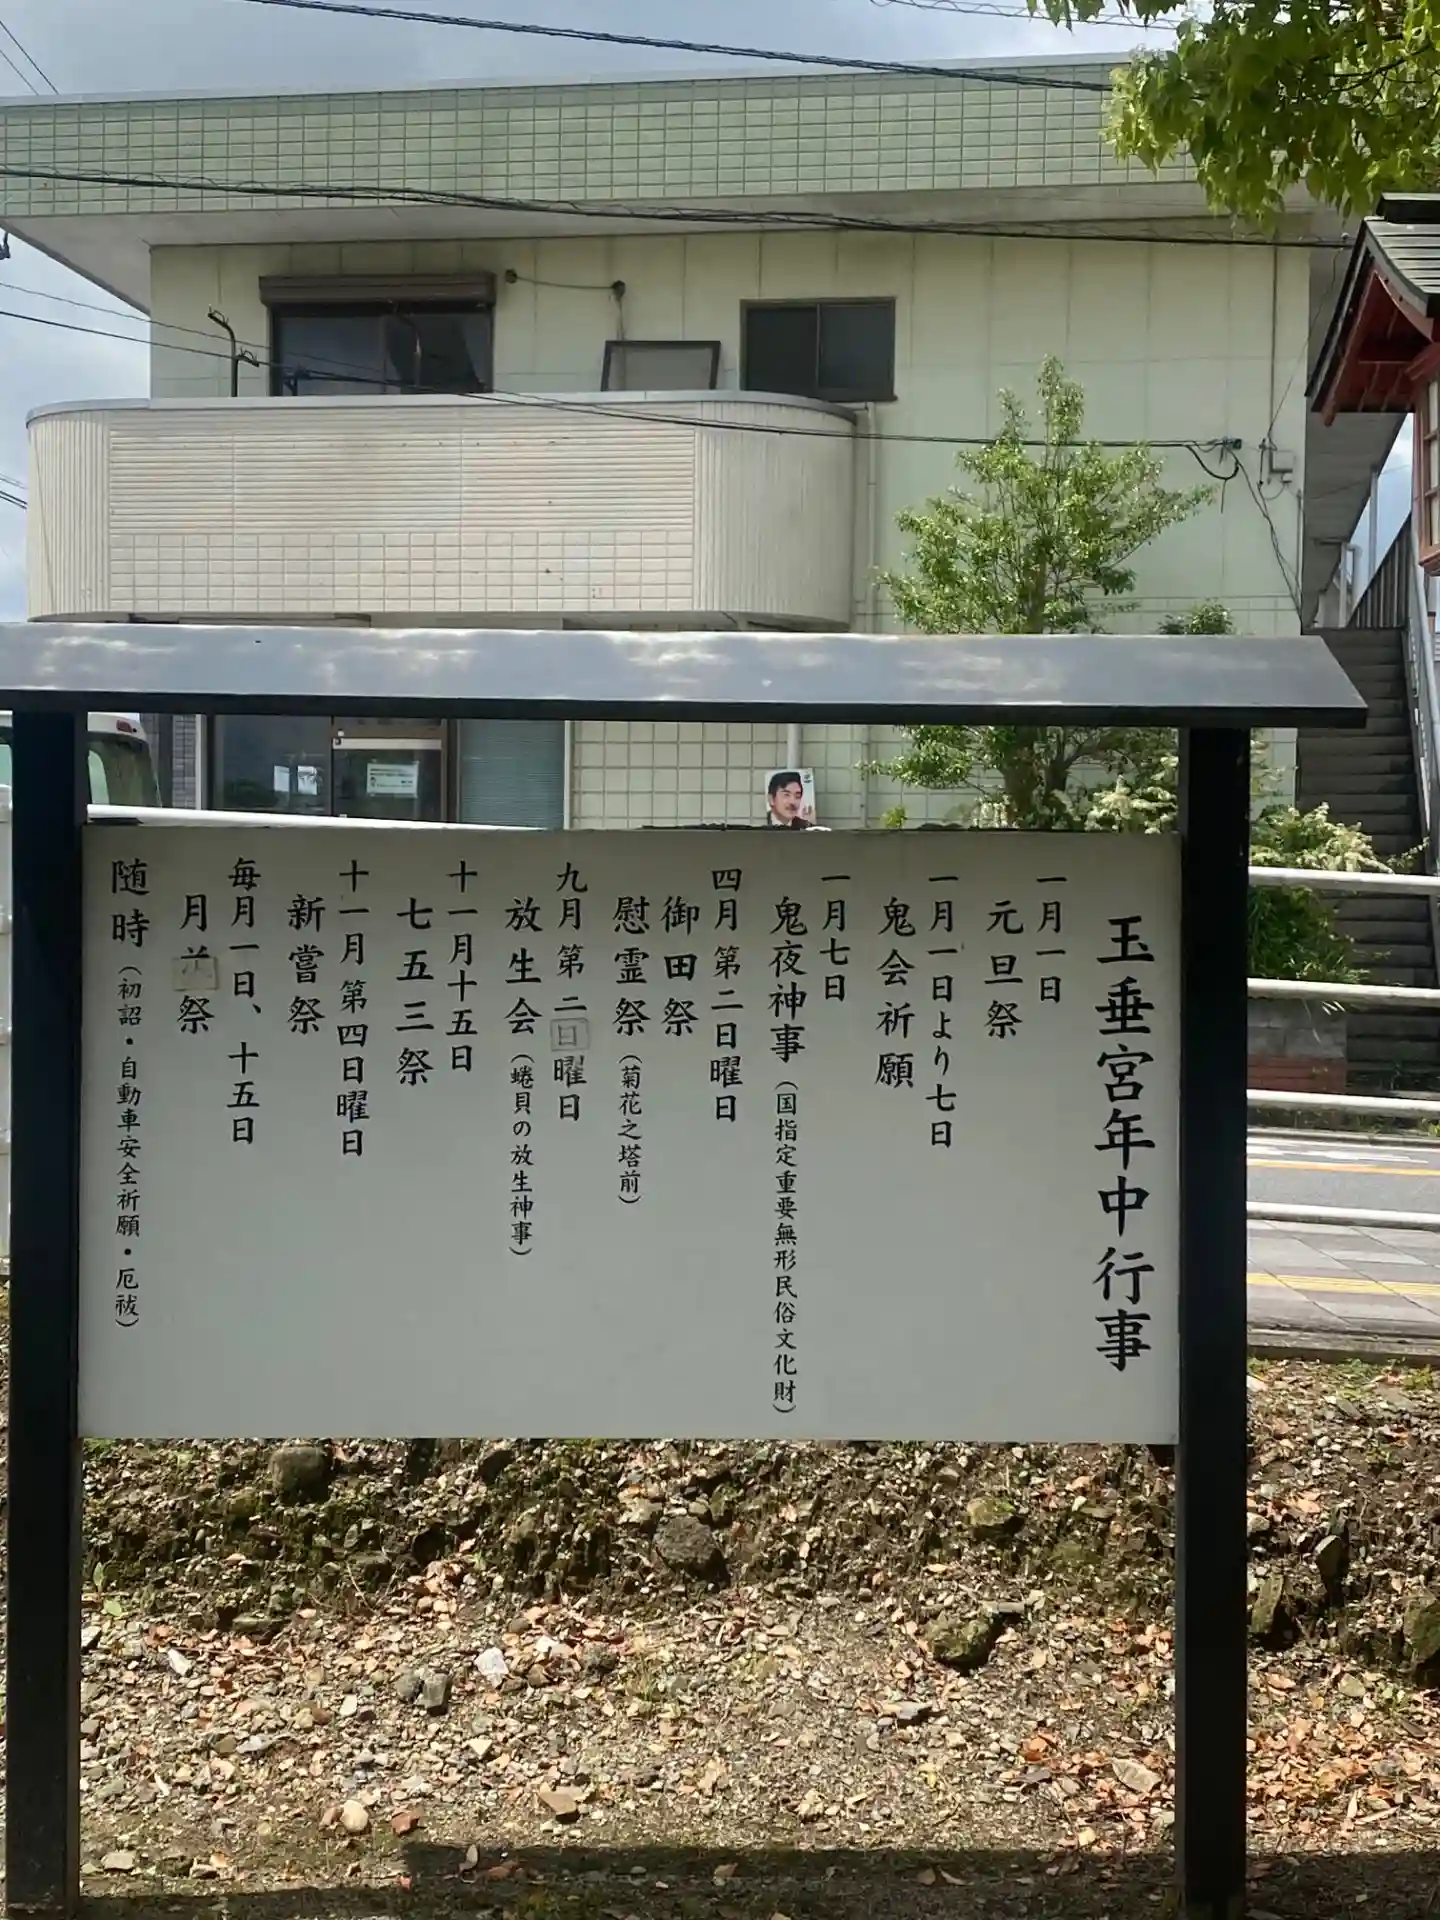 玉垂宮年中行事
一月一日
元旦祭
一月一日より七日
鬼会祈願
一月七日
鬼夜神事（国指定重要無形民俗文化財）
四月第二日曜日
御田祭
慰霊祭（菊花之塔前）
九月第二日曜日
放生会（蜷貝の放生神事）
十一月十五日
七五三祭
十一月第四日曜日
新嘗祭
毎月一日、十五日
月 祭
随時（初詔・自動車安全祈願・厄祓）